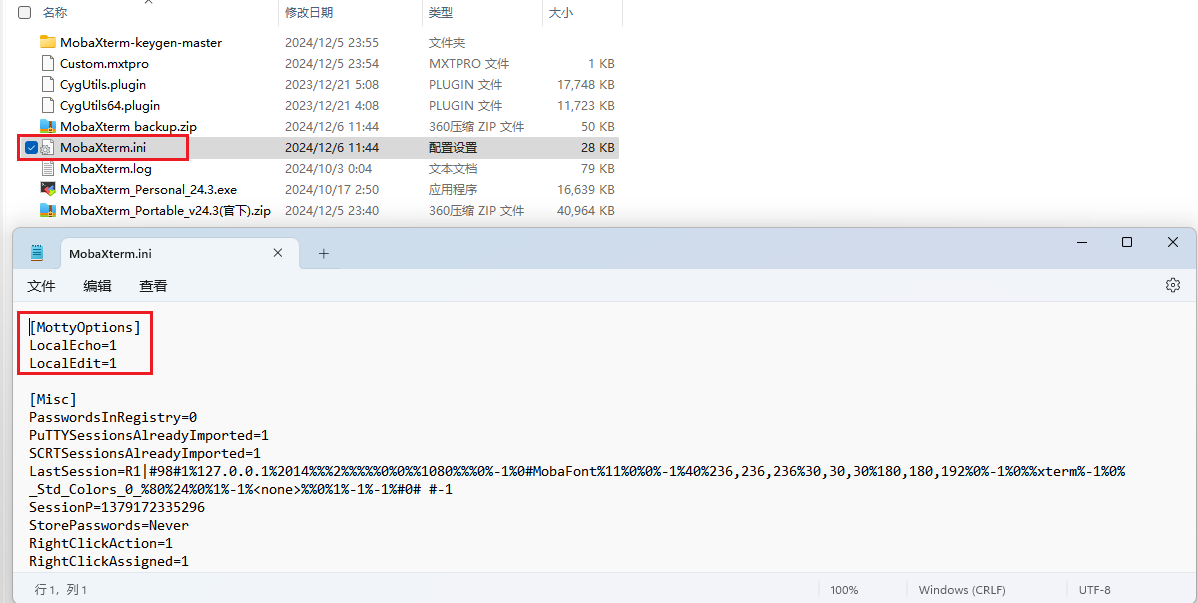 名称 修改日期 类型 大小
MobaXterm-keygen-master 2024/12/5 23:55 文件夹
Custom.mxtpro 2024/12/5 23:54 MXTPRO 文件 1 KB
CygUtils.plugin 2023/12/21 5:08 PLUGIN 文件 17,748 KB
CygUtils64.plugin 2023/12/21 4:08 PLUGIN 文件 11,723 KB
MobaXterm backup.zip 2024/12/6 11:44 360压缩 ZIP 文件 50 KB
MobaXterm.ini 2024/12/6 11:44 配置设置 28 KB
MobaXterm.log 2024/10/3 0:04 文本文档 79 KB
MobaXterm_Personal_24.3.exe 2024/10/17 2:50 应用程序 16,639 KB
MobaXterm_Portable_v24.3(官下).zip 2024/12/5 23:40 360压缩 ZIP 文件 40,964 KB
MobaXterm.ini
文件 编辑 查看
[MottyOptions]
LocalEcho=1
LocalEdit=1
[Misc]
PasswordsInRegistry=0
PuTTYSessionsAlreadyImported=1
SCRTSessionsAlreadyImported=1
LastSession=R1|#98#1%127.0.0.1%2014%%%2%%%%%0%0%%1080%%%0%-1%0#MobaFont%11%0%0%-1%40%236,236,236%30,30,30%180,180,192%0%-1%0%%xterm%-1%0%
_Std_Colors_0_%80%24%0%1%-1%<none>%%0%1%-1%-1%#0# #-1
SessionP=1379172335296
StorePasswords=Never
RightClickAction=1
RightClickAssigned=1
行 1，列 1 100% Windows (CRLF) UTF-8